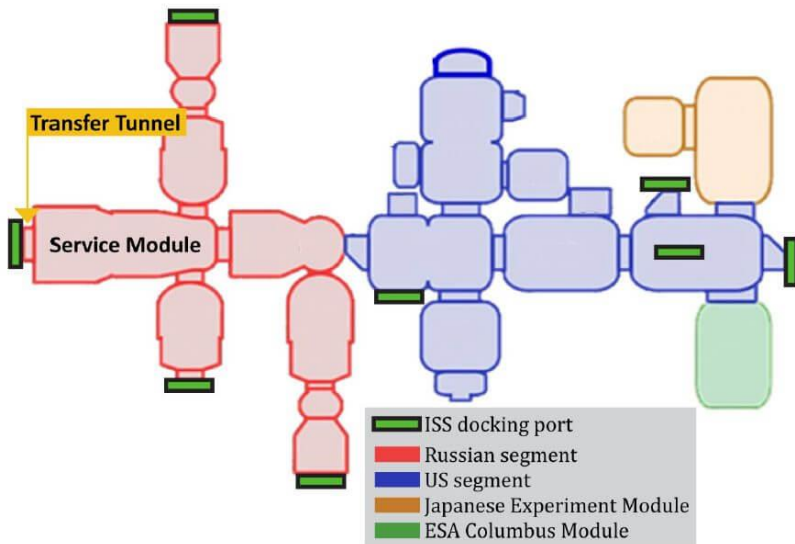 Transfer Tunnel
Service Module
ISS docking port
Russian segment
US segment
Japanese Experiment Module
ESA Columbus Module